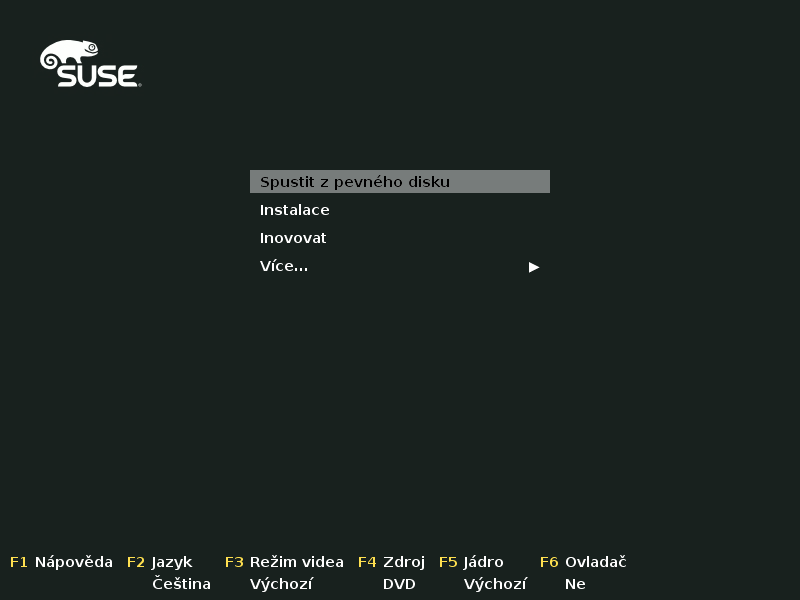 SUSE
Spustit z pevného disku
Instalace
Inovovat
Více...
F1 Nápověda F2 Jazyk F3 Režim videa F4 Zdroj F5 Jádro F6 Ovladač
Čeština Výchozí DVD Výchozí Ne